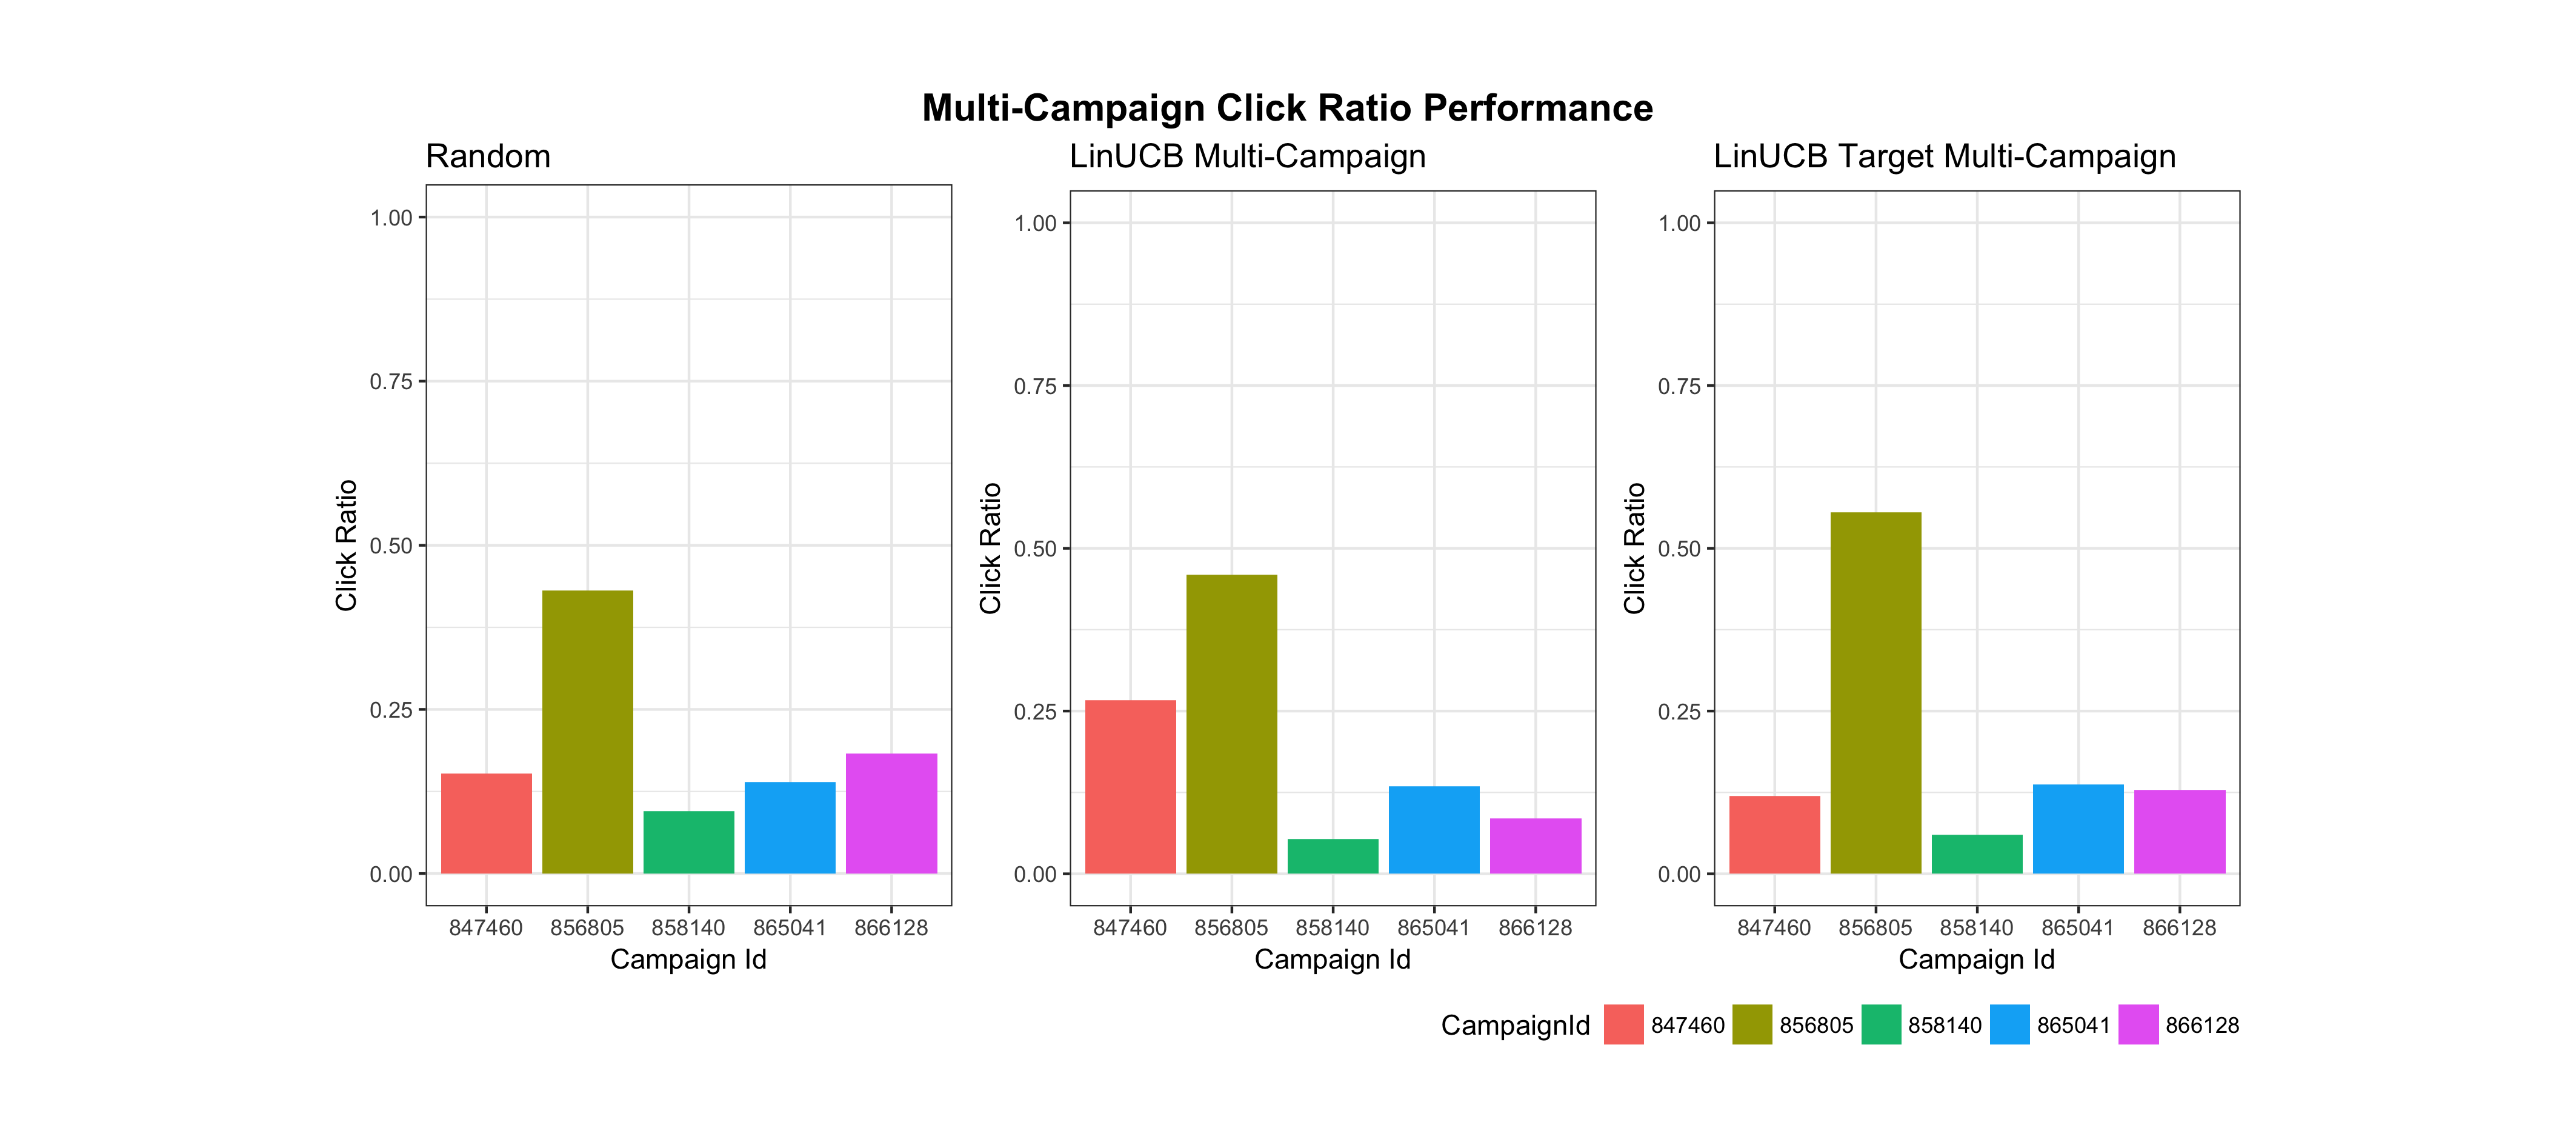 Multi-Campaign Click Ratio Performance
Random
1.00
0.75
0.50
0.25
0.00
Click Ratio
847460 856805 858140 865041 866128
Campaign Id
LinUCB Multi-Campaign
1.00
0.75
0.50
0.25
0.00
Click Ratio
847460 856805 858140 865041 866128
Campaign Id
LinUCB Target Multi-Campaign
1.00
0.75
0.50
0.25
0.00
Click Ratio
847460 856805 858140 865041 866128
Campaign Id
CampaignId 847460 856805 858140 865041 866128